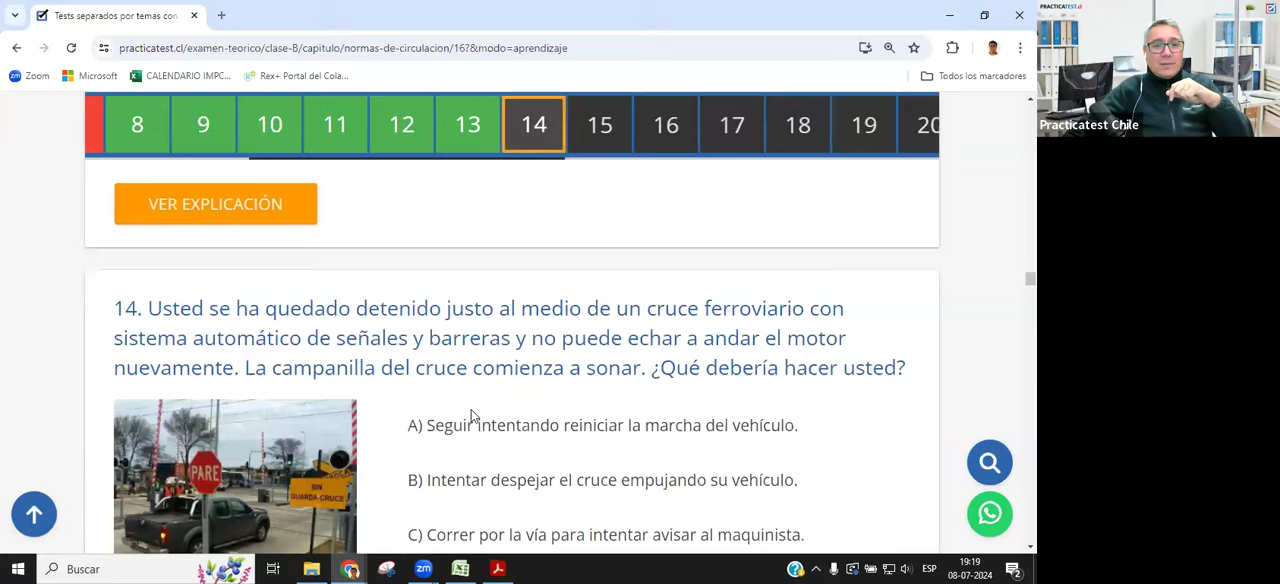 Tests separados por temas con
practicatest.cl/examen-teorico/clase-B/capitulo/normas-de-circulacion/162&modo=aprendizaje
Zoom
Microsoft
CALENDARIO IMPC...
Rex+ Portal del Cola...
Todos los marcadores
PRACTICATEST.cl
Practicatest Chile
8 9 10 11 12 13 14 15 16 17 18 19 20
VER EXPLICACIÓN
14. Usted se ha quedado detenido justo al medio de un cruce ferroviario con
sistema automático de señales y barreras y no puede echar a andar el motor
nuevamente. La campanilla del cruce comienza a sonar. ¿Qué debería hacer usted?
PARE
SIN
GUARDA-CRUCE
A) Seguir intentando reiniciar la marcha del vehículo.
B) Intentar despejar el cruce empujando su vehículo.
C) Correr por la vía para intentar avisar al maquinista.
Buscar
zm
ESP
19:19
08-07-2024
2